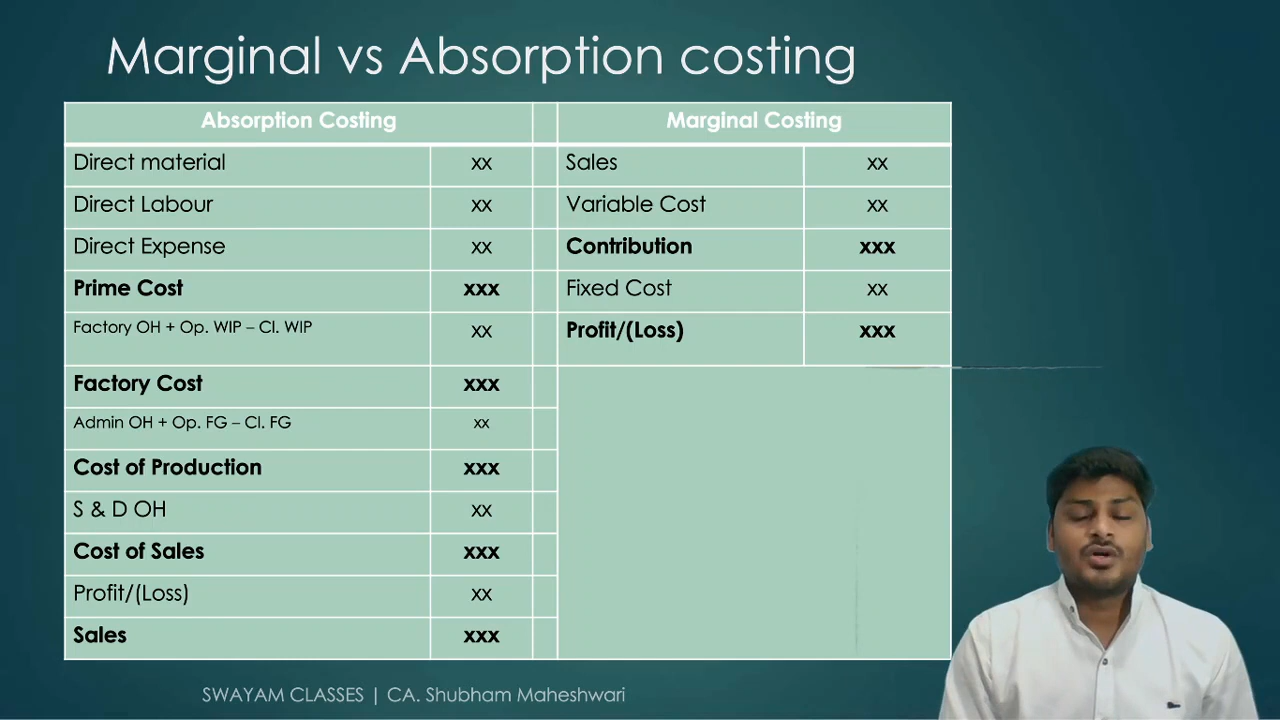 Marginal vs Absorption costing
Absorption Costing
Marginal Costing
Direct material xx Sales xx
Direct Labour xx Variable Cost xx
Direct Expense xx Contribution xxx
Prime Cost xxx Fixed Cost xx
Factory OH + Op. WIP – Cl. WIP xx Profit/(Loss) xxx
Factory Cost xxx
Admin OH + Op. FG – Cl. FG xx
Cost of Production xxx
S & D OH xx
Cost of Sales xxx
Profit/(Loss) xx
Sales xxx
SWAYAM CLASSES | CA. Shubham Maheshwari